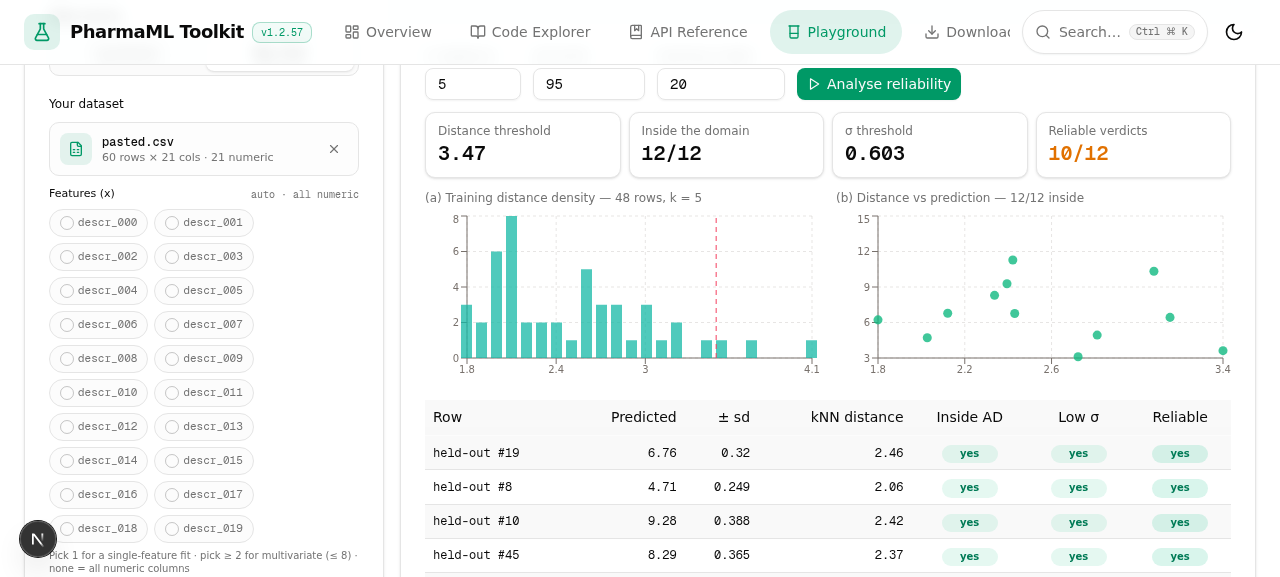 PharmaML Toolkit v1.2.57 Overview Code Explorer API Reference Playground Downloa Search... Ctrl ⌘ K
Your dataset
pasted.csv
60 rows × 21 cols · 21 numeric
Features (x) auto · all numeric
descr_000 descr_001
descr_002 descr_003
descr_004 descr_005
descr_006 descr_007
descr_008 descr_009
descr_010 descr_011
descr_012 descr_013
descr_014 descr_015
descr_016 descr_017
descr_018 descr_019
N
Pick 1 for a single-feature fit · pick ≥ 2 for multivariate (≤ 8) ·
none = all numeric columns
5 95 20 Analyse reliability
Distance threshold
3.47
Inside the domain
12/12
σ threshold
0.603
Reliable verdicts
10/12
(a) Training distance density — 48 rows, k = 5
8
6
4
2
0
1.8 2.4 3 4.1
(b) Distance vs prediction — 12/12 inside
15
12
9
6
3
1.8 2.2 2.6 3.4
Row Predicted ± sd kNN distance Inside AD Low σ Reliable
held-out #19 6.76 0.32 2.46 yes yes yes
held-out #8 4.71 0.249 2.06 yes yes yes
held-out #10 9.28 0.388 2.42 yes yes yes
held-out #45 8.29 0.365 2.37 yes yes yes